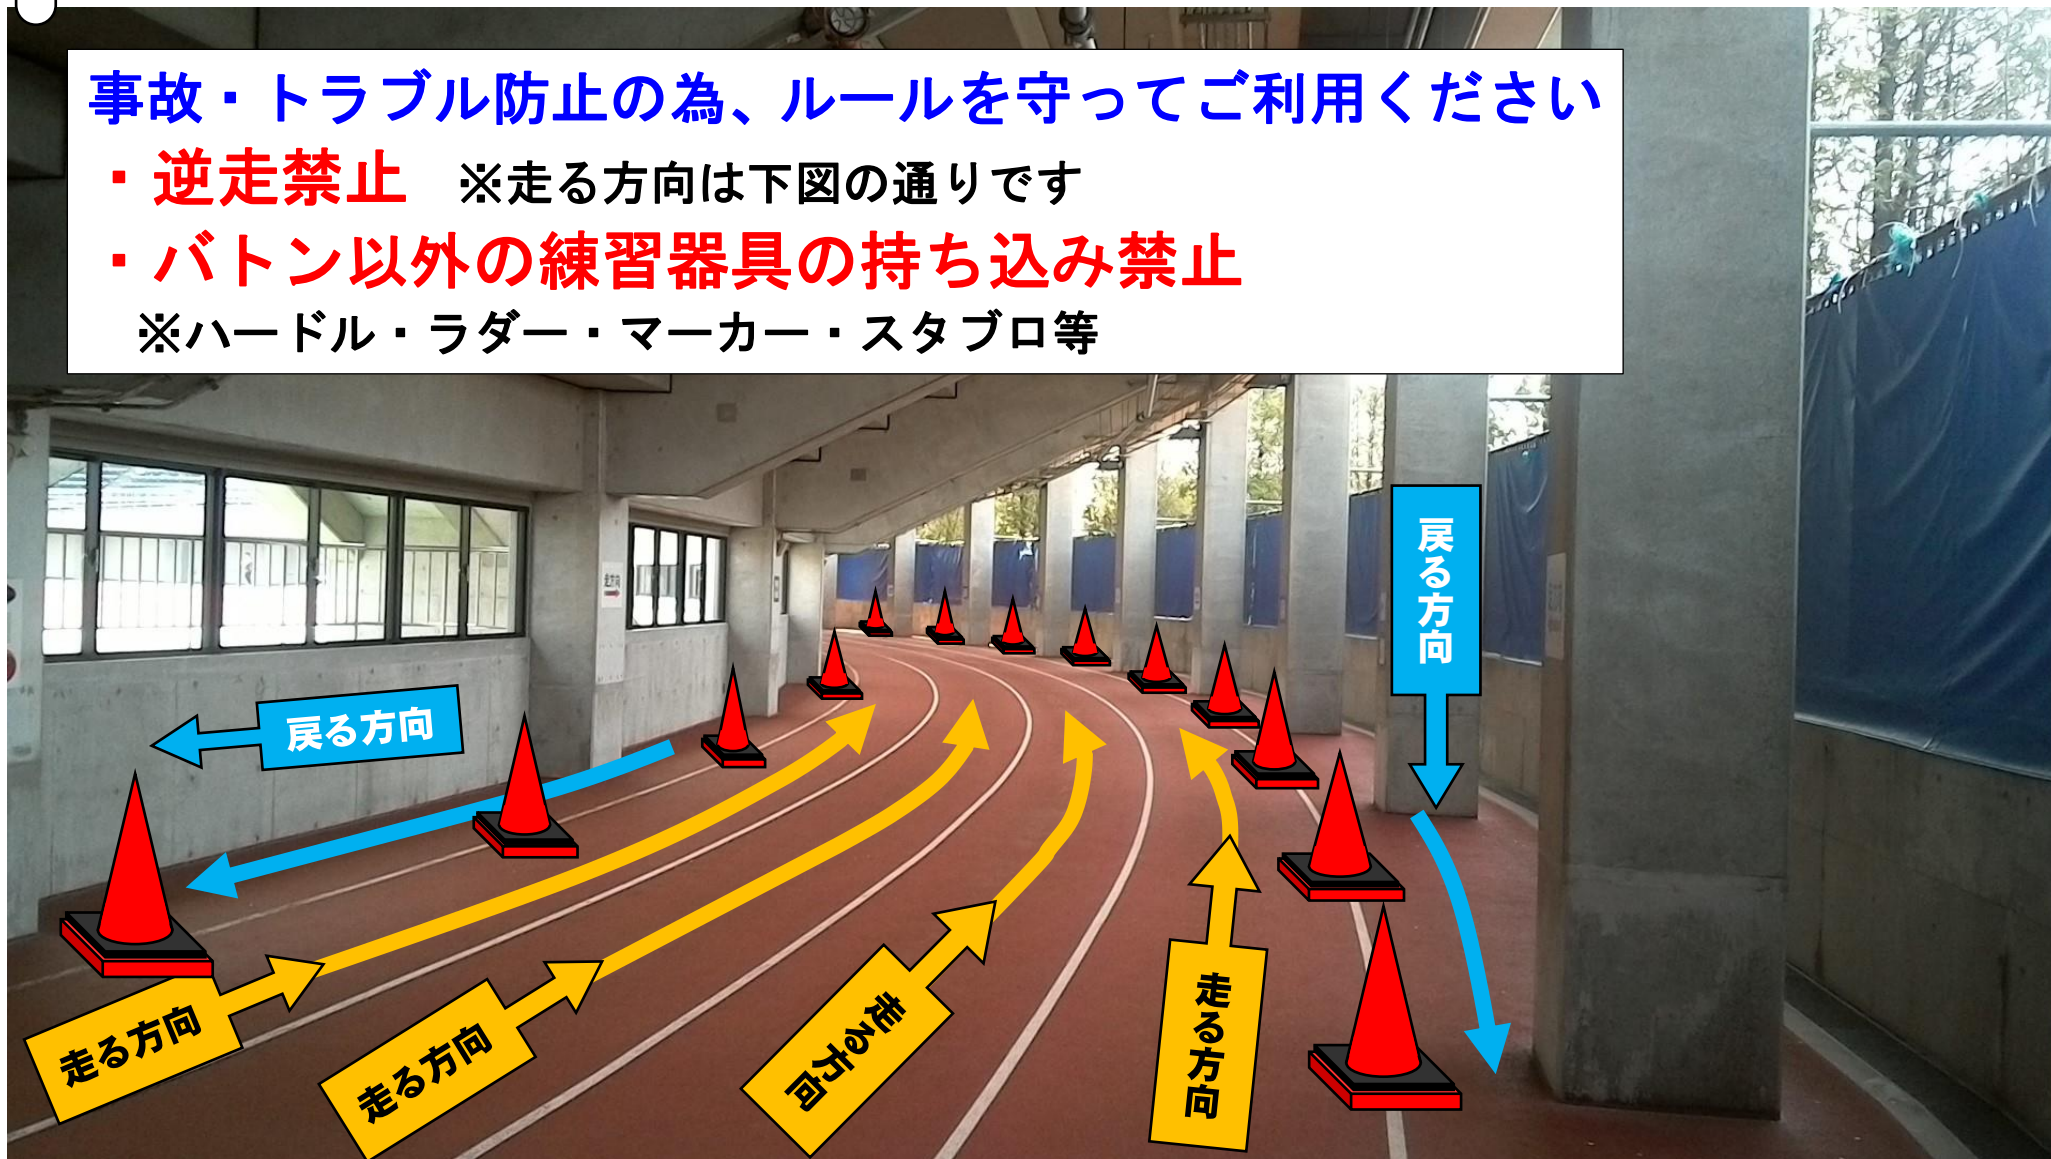 事故・トラブル防止の為、ルールを守ってご利用ください
・逆走禁止　※走る方向は下図の通りです
・バトン以外の練習器具の持ち込み禁止
※ハードル・ラダー・マーカー・スタブロ等
戻る方向
戻る方向
走る方向
走る方向
走る方向
走る方向